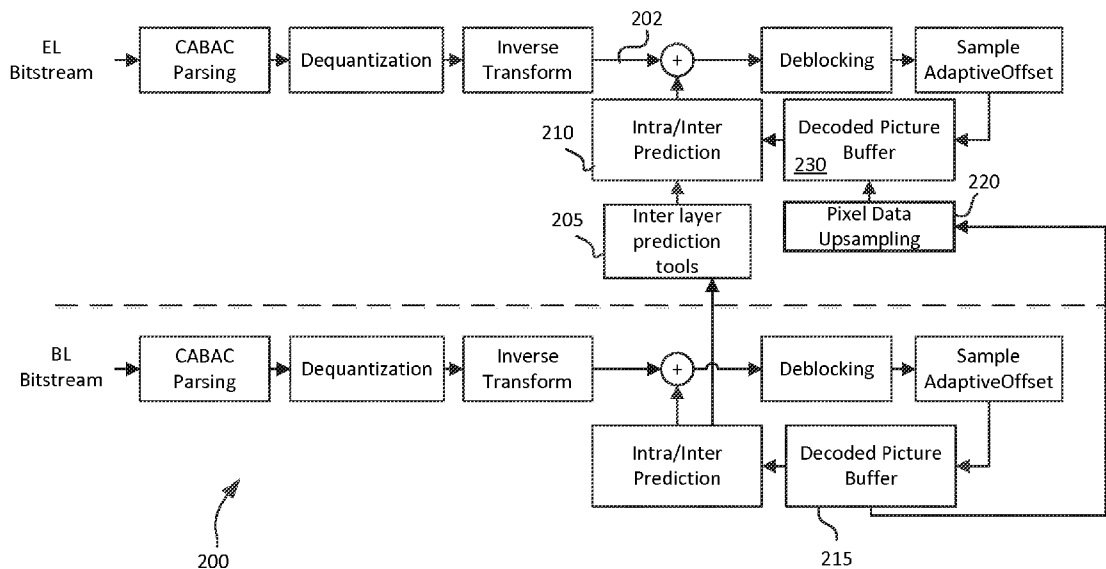 202
EL
Bitstream
CABAC
Parsing
Dequantization
Inverse
Transform
+
Deblocking
Sample
AdaptiveOffset
210
Intra/Inter
Prediction
Decoded Picture
Buffer
230
220
205
Inter layer
prediction
tools
Pixel Data
Upsampling
BL
Bitstream
CABAC
Parsing
Dequantization
Inverse
Transform
+
Deblocking
Sample
AdaptiveOffset
Intra/Inter
Prediction
Decoded Picture
Buffer
200
215